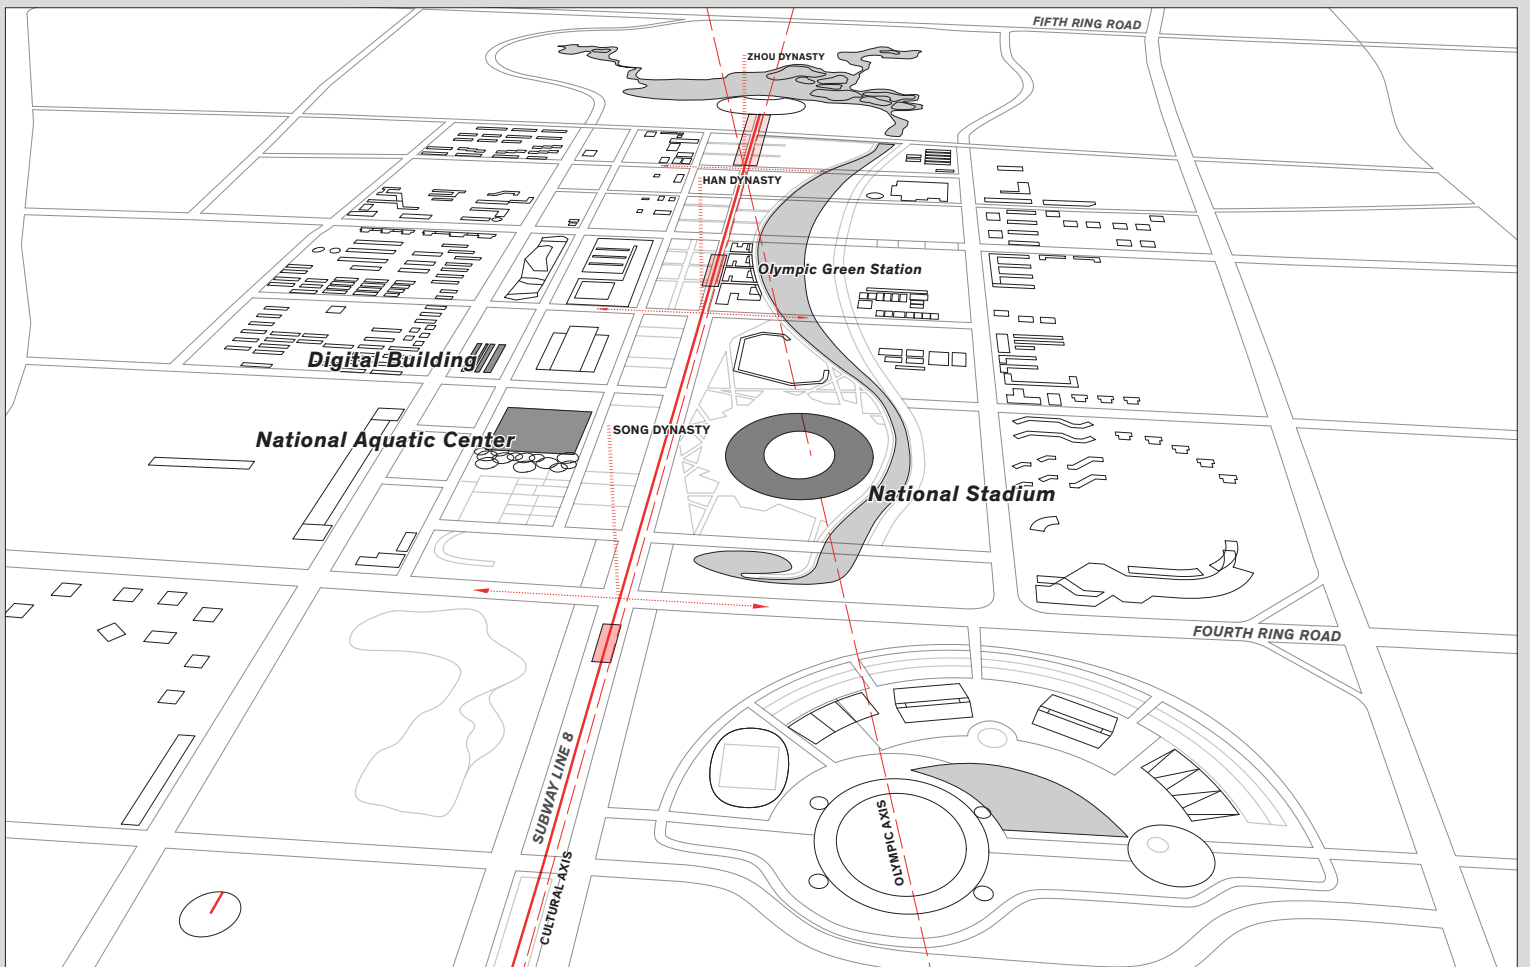 FIFTH RING ROAD
ZHOU DYNASTY
HAN DYNASTY
Olympic Green Station
Digital Building
SONG DYNASTY
National Aquatic Center
National Stadium
FOURTH RING ROAD
SUBWAY LINE 8
OLYMPIC AXIS
CULTURAL AXIS